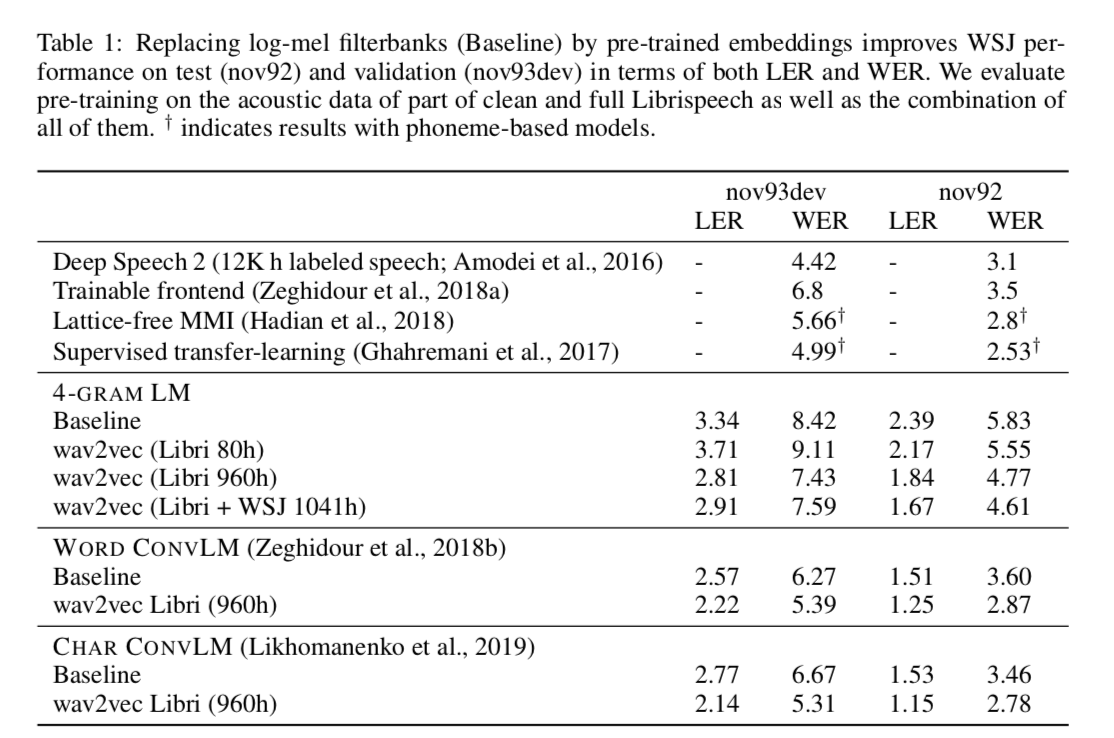 Table 1: Replacing log-mel filterbanks (Baseline) by pre-trained embeddings improves WSJ per-
formance on test (nov92) and validation (nov93dev) in terms of both LER and WER. We evaluate
pre-training on the acoustic data of part of clean and full Librispeech as well as the combination of
all of them. † indicates results with phoneme-based models.
nov93dev nov92
LER WER LER WER
Deep Speech 2 (12K h labeled speech; Amodei et al., 2016) - 4.42 - 3.1
Trainable frontend (Zeghidour et al., 2018a) - 6.8 - 3.5
Lattice-free MMI (Hadian et al., 2018) - 5.66† - 2.8†
Supervised transfer-learning (Ghahremani et al., 2017) - 4.99† - 2.53†
4-GRAM LM
Baseline 3.34 8.42 2.39 5.83
wav2vec (Libri 80h) 3.71 9.11 2.17 5.55
wav2vec (Libri 960h) 2.81 7.43 1.84 4.77
wav2vec (Libri + WSJ 1041h) 2.91 7.59 1.67 4.61
WORD CONVLM (Zeghidour et al., 2018b)
Baseline 2.57 6.27 1.51 3.60
wav2vec Libri (960h) 2.22 5.39 1.25 2.87
CHAR CONVLM (Likhomanenko et al., 2019)
Baseline 2.77 6.67 1.53 3.46
wav2vec Libri (960h) 2.14 5.31 1.15 2.78